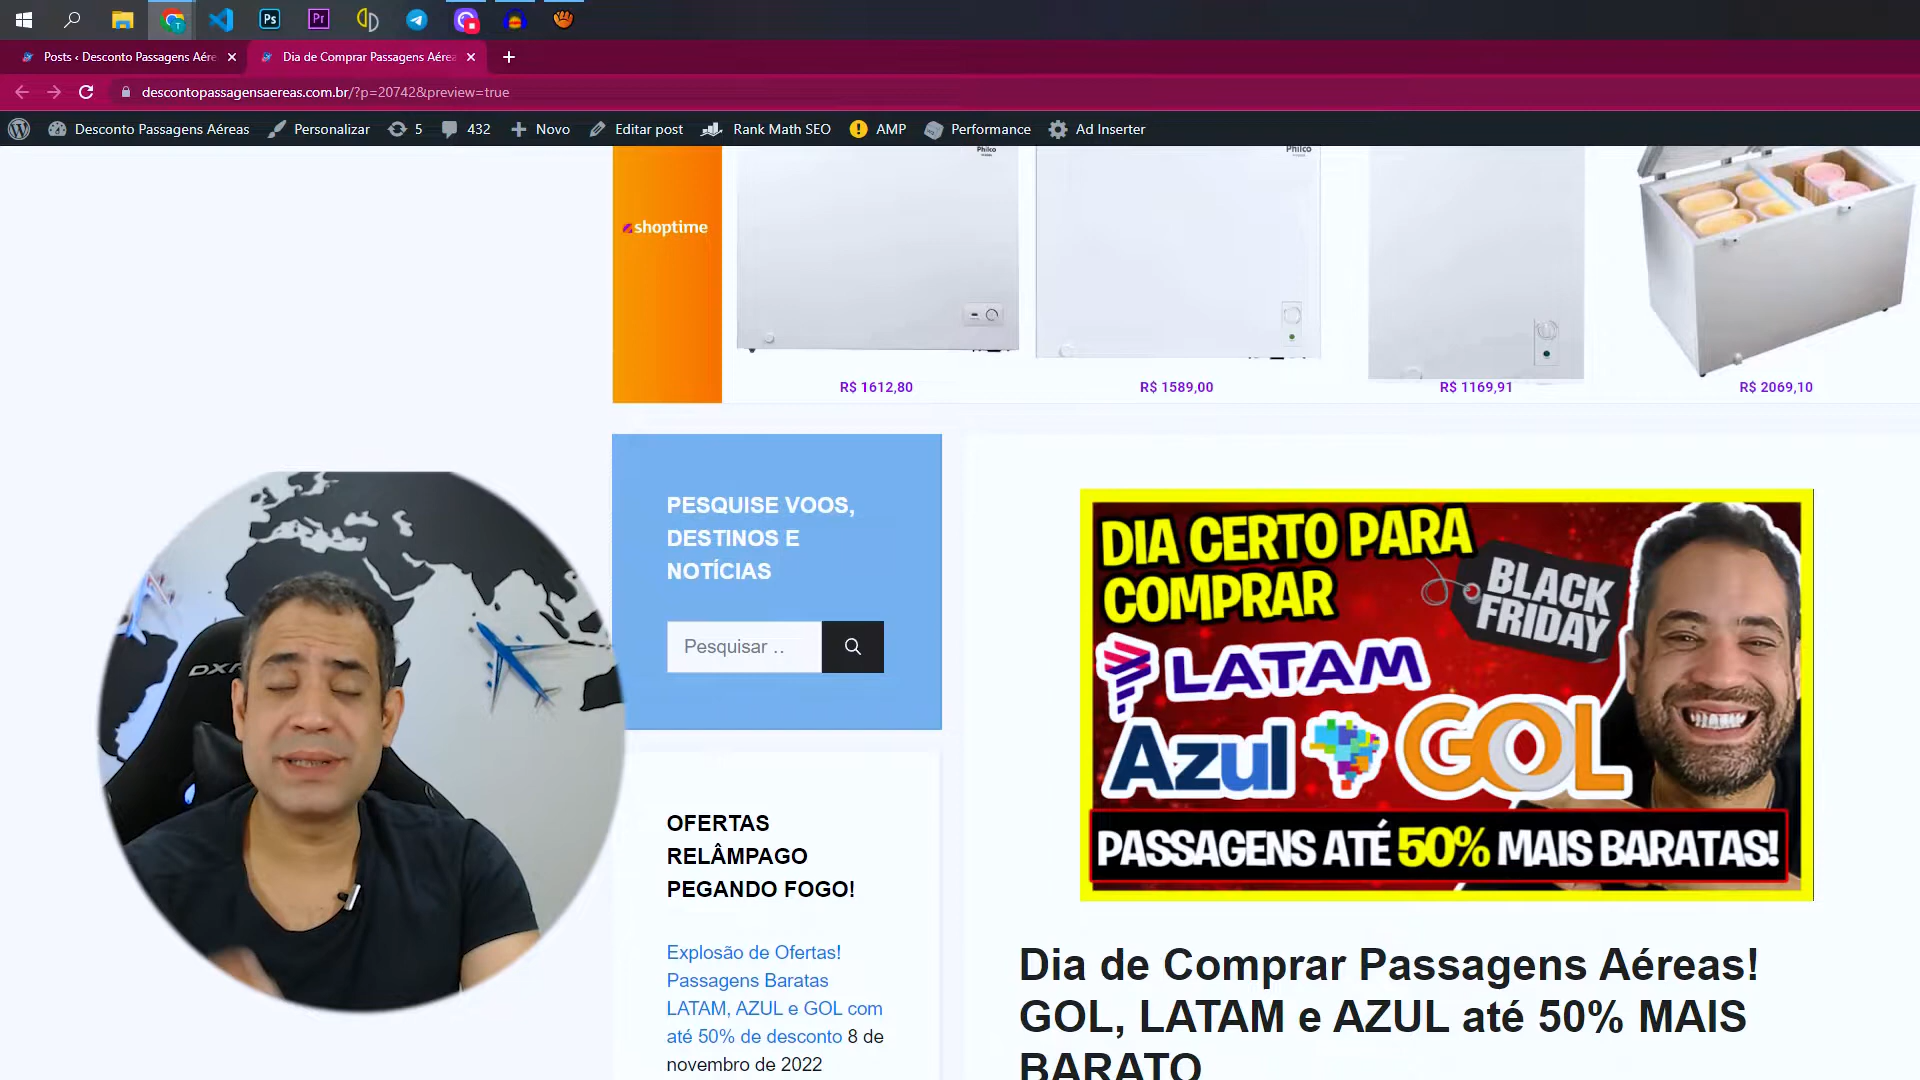 Ps
Pr
Posts ‹ Desconto Passagens Aére
Dia de Comprar Passagens Aéreas
descontopassagensaereas.com.br/?p=20742&preview=true
Desconto Passagens Aéreas
Personalizar
5
432
Novo
Editar post
Rank Math SEO
AMP
Performance
Ad Inserter
Philco
Philco
shoptime
R$ 1612,80
R$ 1589,00
R$ 1169,91
R$ 2069,10
PESQUISE VOOS,
DESTINOS E
NOTÍCIAS
Pesquisar ..
DXR
OFERTAS
RELÂMPAGO
PEGANDO FOGO!
Explosão de Ofertas!
Passagens Baratas
LATAM, AZUL e GOL com
até 50% de desconto 8 de
novembro de 2022
DIA CERTO PARA
COMPRAR
BLACK
FRIDAY
LATAM
Azul
GOL
PASSAGENS ATÉ 50% MAIS BARATAS!
Dia de Comprar Passagens Aéreas!
GOL, LATAM e AZUL até 50% MAIS
BARATO